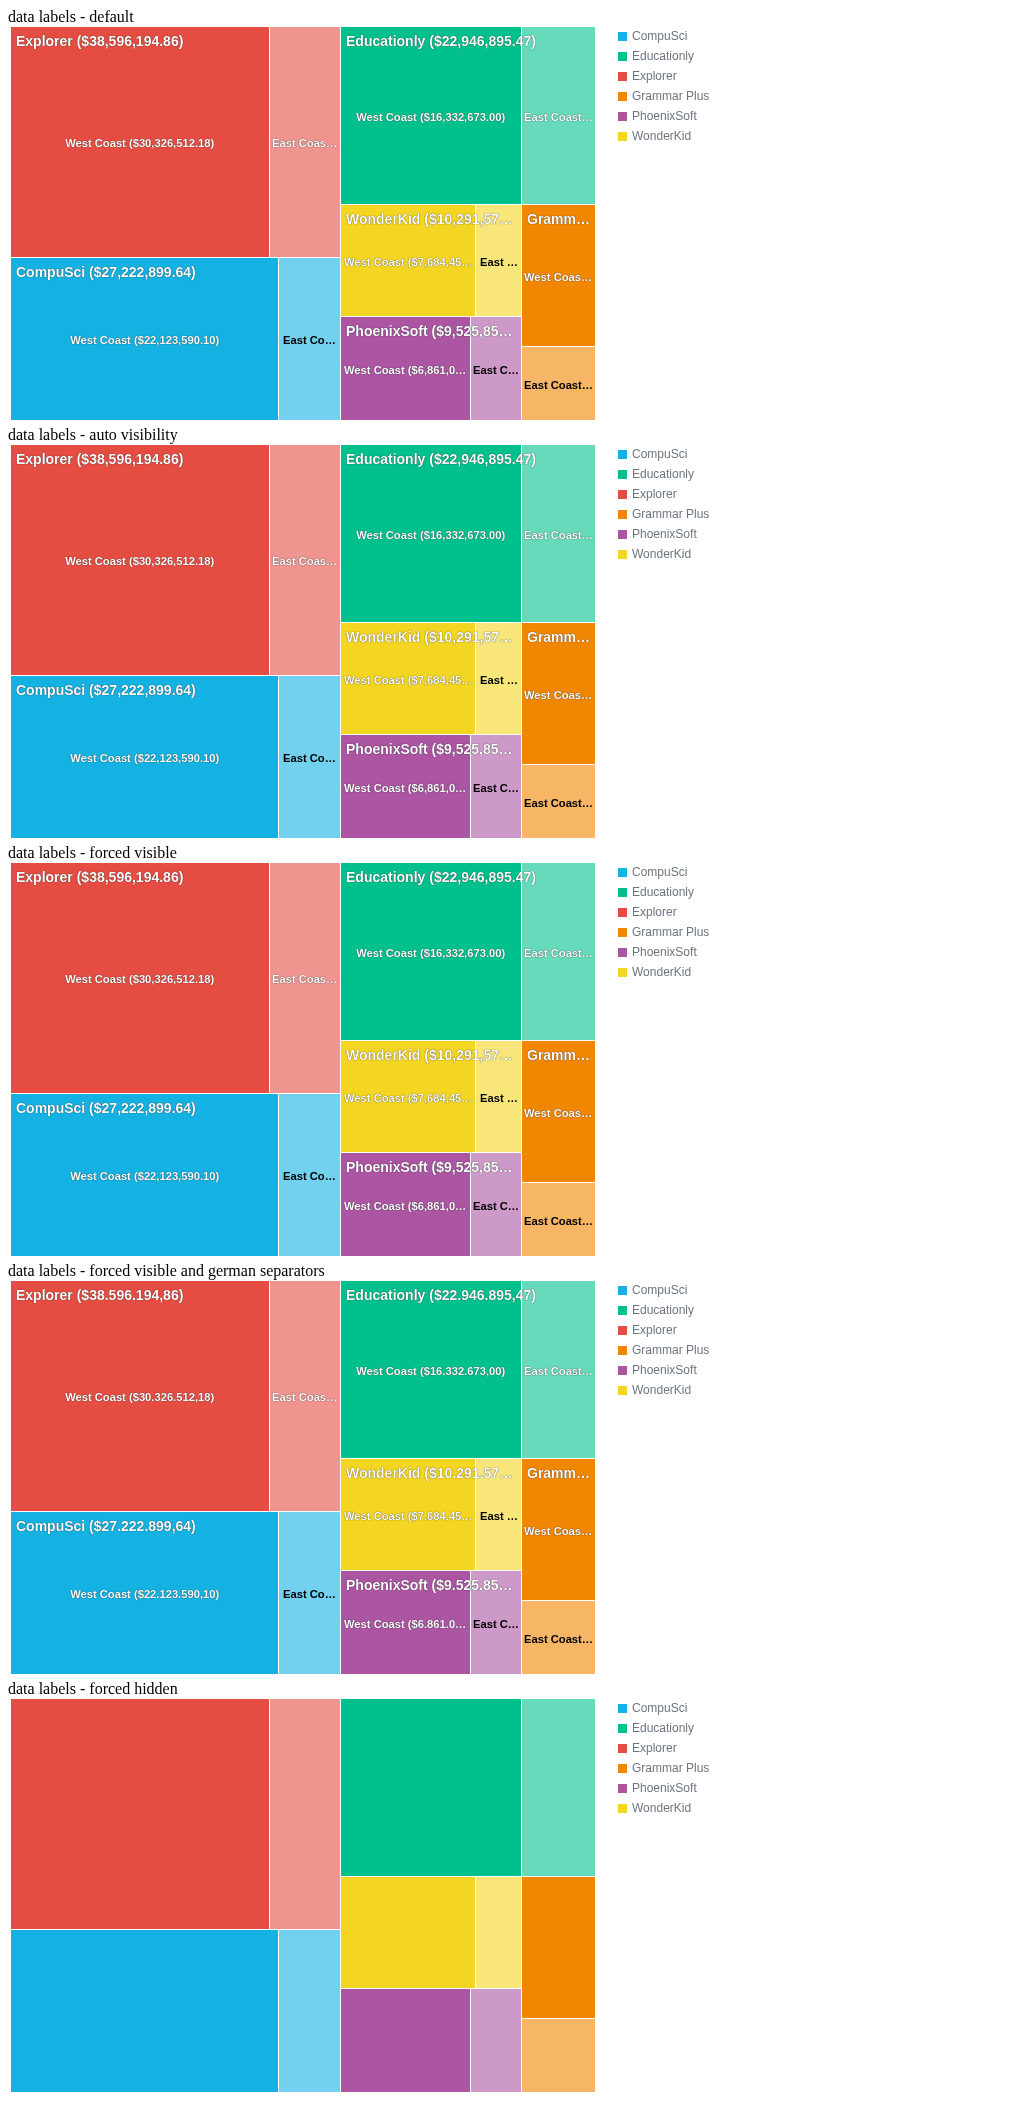 data labels - default
Explorer ($38,596,194.86)
Educationly ($22,946,895.47)
CompuSci
Educationly
Explorer
Grammar Plus
PhoenixSoft
WonderKid
West Coast ($16,332,673.00)
East Coast…
West Coast ($30,326,512.18)
East Coas…
WonderKid ($10,291,57…
Gramm…
West Coast ($7,684,45…
East …
CompuSci ($27,222,899.64)
West Coas…
PhoenixSoft ($9,525,85…
West Coast ($22,123,590.10)
East Co…
West Coast ($6,861,0…
East C…
East Coast…
data labels - auto visibility
Explorer ($38,596,194.86)
Educationly ($22,946,895.47)
CompuSci
Educationly
Explorer
Grammar Plus
PhoenixSoft
WonderKid
West Coast ($16,332,673.00)
East Coast…
West Coast ($30,326,512.18)
East Coas…
WonderKid ($10,291,57…
Gramm…
West Coast ($7,684,45…
East …
CompuSci ($27,222,899.64)
West Coas…
PhoenixSoft ($9,525,85…
West Coast ($22,123,590.10)
East Co…
West Coast ($6,861,0…
East C…
East Coast…
data labels - forced visible
Explorer ($38,596,194.86)
Educationly ($22,946,895.47)
CompuSci
Educationly
Explorer
Grammar Plus
PhoenixSoft
WonderKid
West Coast ($16,332,673.00)
East Coast…
West Coast ($30,326,512.18)
East Coas…
WonderKid ($10,291,57…
Gramm…
West Coast ($7,684,45…
East …
CompuSci ($27,222,899.64)
West Coas…
PhoenixSoft ($9,525,85…
West Coast ($22,123,590.10)
East Co…
West Coast ($6,861,0…
East C…
East Coast…
data labels - forced visible and german separators
Explorer ($38.596.194,86)
Educationly ($22.946.895,47)
CompuSci
Educationly
Explorer
Grammar Plus
PhoenixSoft
WonderKid
West Coast ($16.332.673,00)
East Coast…
West Coast ($30.326.512,18)
East Coas…
WonderKid ($10.291.57…
Gramm…
West Coast ($7.684.45…
East …
CompuSci ($27.222.899,64)
West Coas…
PhoenixSoft ($9.525.85…
West Coast ($22.123.590,10)
East Co…
West Coast ($6.861.0…
East C…
East Coast…
data labels - forced hidden
CompuSci
Educationly
Explorer
Grammar Plus
PhoenixSoft
WonderKid